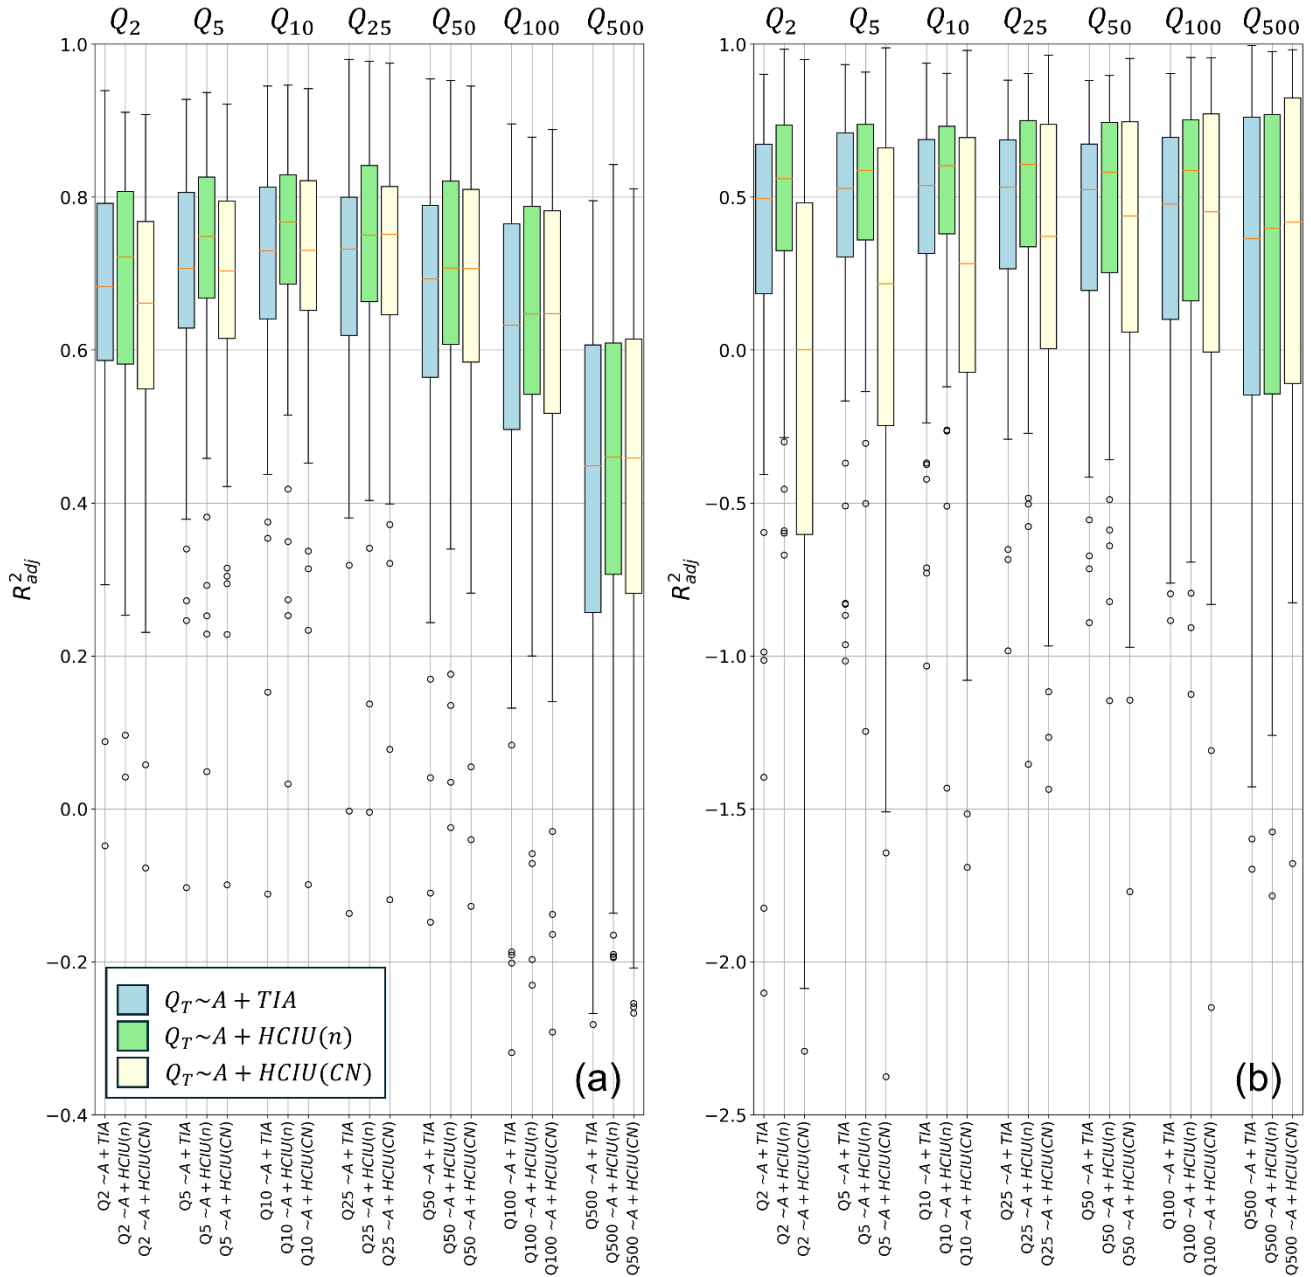 Q2 Q5 Q10 Q25 Q50 Q100 Q500
1.0
0.8
0.6
0.4
0.2
0.0
−0.2
−0.4
R²adj
Q_T~A + TIA
Q_T~A + HCIU(n)
Q_T~A + HCIU(CN)
(a)
Q2 ~A + TIA
Q2 ~A + HCIU(n)
Q2 ~A + HCIU(CN)
Q5 ~A + TIA
Q5 ~A + HCIU(n)
Q5 ~A + HCIU(CN)
Q10 ~A + TIA
Q10 ~A + HCIU(n)
Q10 ~A + HCIU(CN)
Q25 ~A + TIA
Q25 ~A + HCIU(n)
Q25 ~A + HCIU(CN)
Q50 ~A + TIA
Q50 ~A + HCIU(n)
Q50 ~A + HCIU(CN)
Q100 ~A + TIA
Q100 ~A + HCIU(n)
Q100 ~A + HCIU(CN)
Q500 ~A + TIA
Q500 ~A + HCIU(n)
Q500 ~A + HCIU(CN)
Q2 Q5 Q10 Q25 Q50 Q100 Q500
1.0
0.5
0.0
−0.5
−1.0
−1.5
−2.0
−2.5
R²adj
(b)
Q2 ~A + TIA
Q2 ~A + HCIU(n)
Q2 ~A + HCIU(CN)
Q5 ~A + TIA
Q5 ~A + HCIU(n)
Q5 ~A + HCIU(CN)
Q10 ~A + TIA
Q10 ~A + HCIU(n)
Q10 ~A + HCIU(CN)
Q25 ~A + TIA
Q25 ~A + HCIU(n)
Q25 ~A + HCIU(CN)
Q50 ~A + TIA
Q50 ~A + HCIU(n)
Q50 ~A + HCIU(CN)
Q100 ~A + TIA
Q100 ~A + HCIU(n)
Q100 ~A + HCIU(CN)
Q500 ~A + TIA
Q500 ~A + HCIU(n)
Q500 ~A + HCIU(CN)